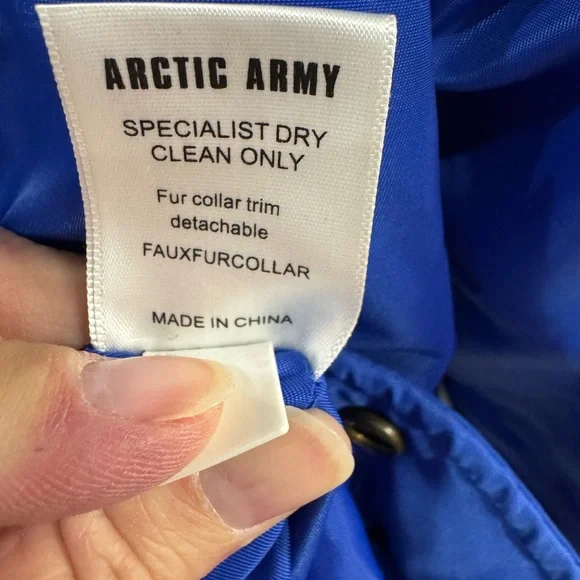 ARCTIC ARMY
SPECIALIST DRY
CLEAN ONLY
Fur collar trim
detachable
FAUXFURCOLLAR
MADE IN CHINA